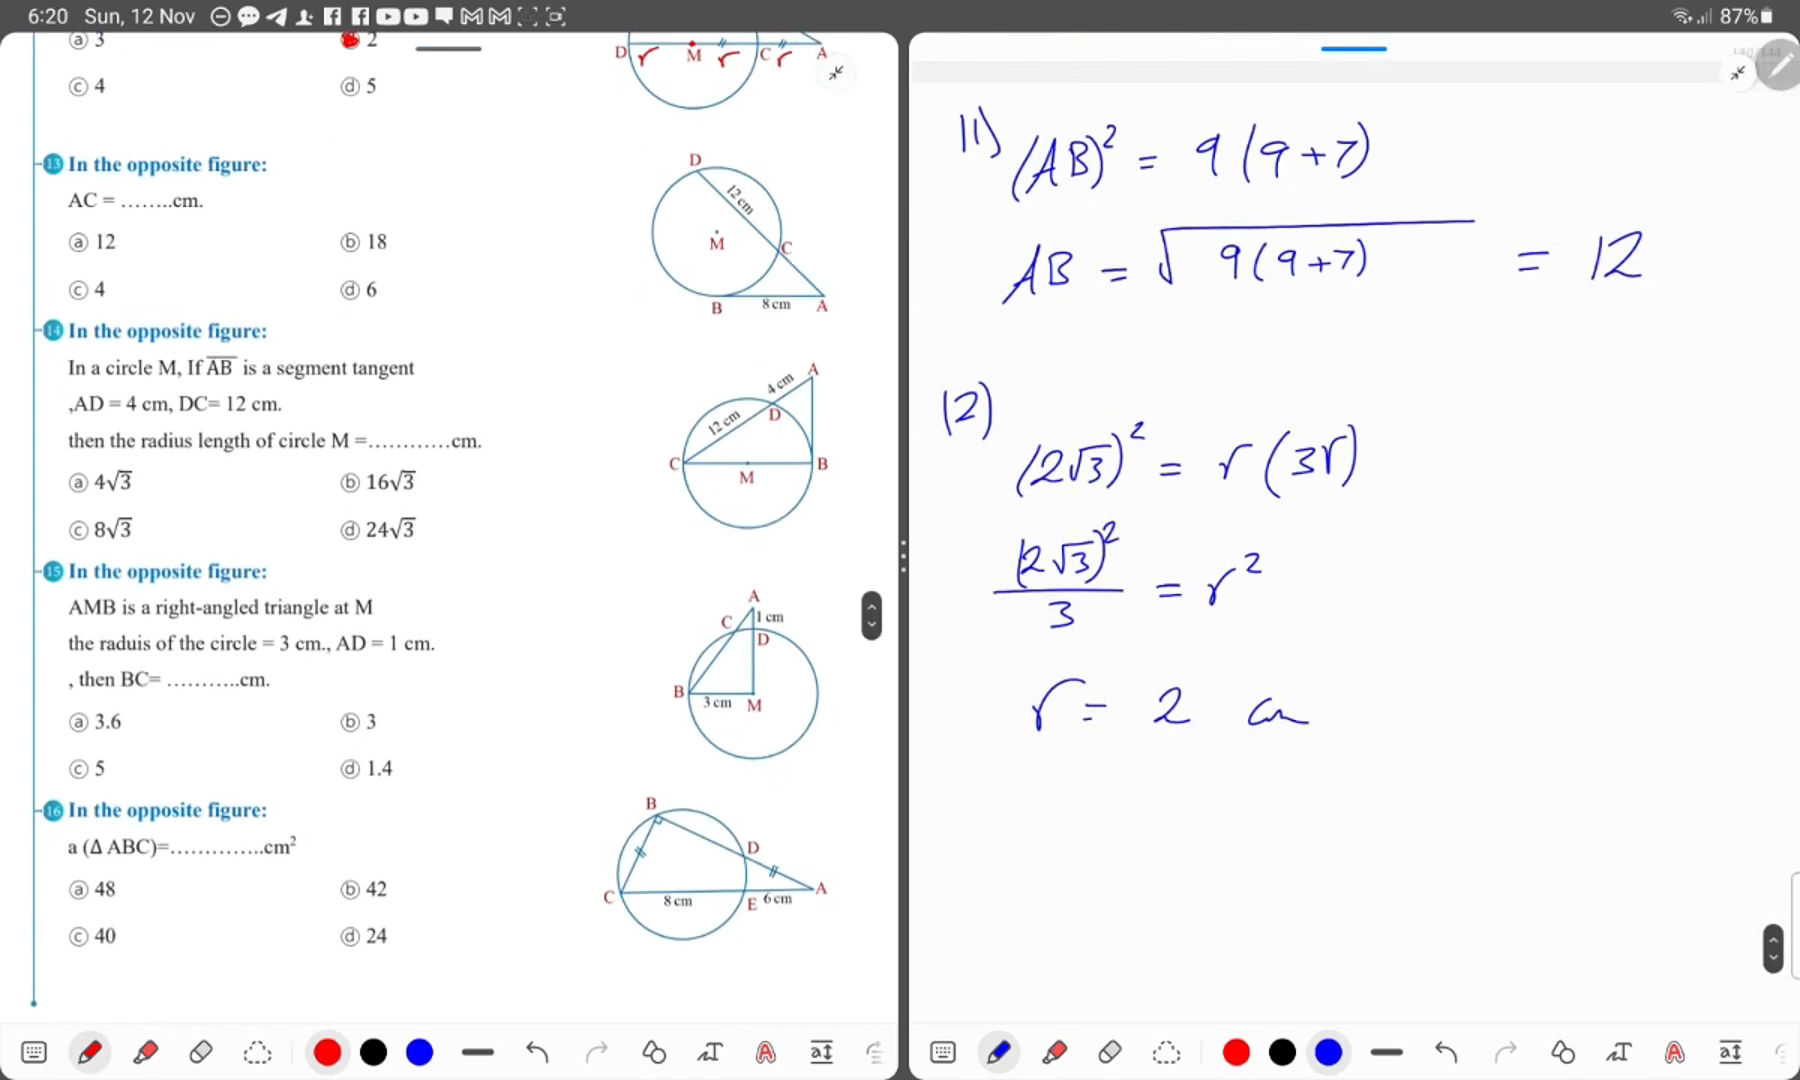 6:20 Sun, 12 Nov 87%
ⓐ 3 2
ⓒ 4 ⓓ 5
D r M r C r A
13 In the opposite figure:
AC = ........cm.
ⓐ 12 ⓑ 18
ⓒ 4 ⓓ 6
D
12 cm
M
C
B 8 cm A
14 In the opposite figure:
In a circle M, If AB is a segment tangent
,AD = 4 cm, DC= 12 cm.
then the radius length of circle M =............cm.
ⓐ 4√3 ⓑ 16√3
ⓒ 8√3 ⓓ 24√3
A
4 cm
D
12 cm
C
B
M
15 In the opposite figure:
AMB is a right-angled triangle at M
the raduis of the circle = 3 cm., AD = 1 cm.
, then BC= ...........cm.
ⓐ 3.6 ⓑ 3
ⓒ 5 ⓓ 1.4
A
C 1 cm
D
B
3 cm M
16 In the opposite figure:
a (Δ ABC)=..............cm²
ⓐ 48 ⓑ 42
ⓒ 40 ⓓ 24
B
D
A
C 8 cm E 6 cm
11) (AB)² = 9 (9+7)
AB = √9(9+7) = 12
12)
(2√3)² = r (3r)
(2√3)²/3 = r²
r = 2 cm